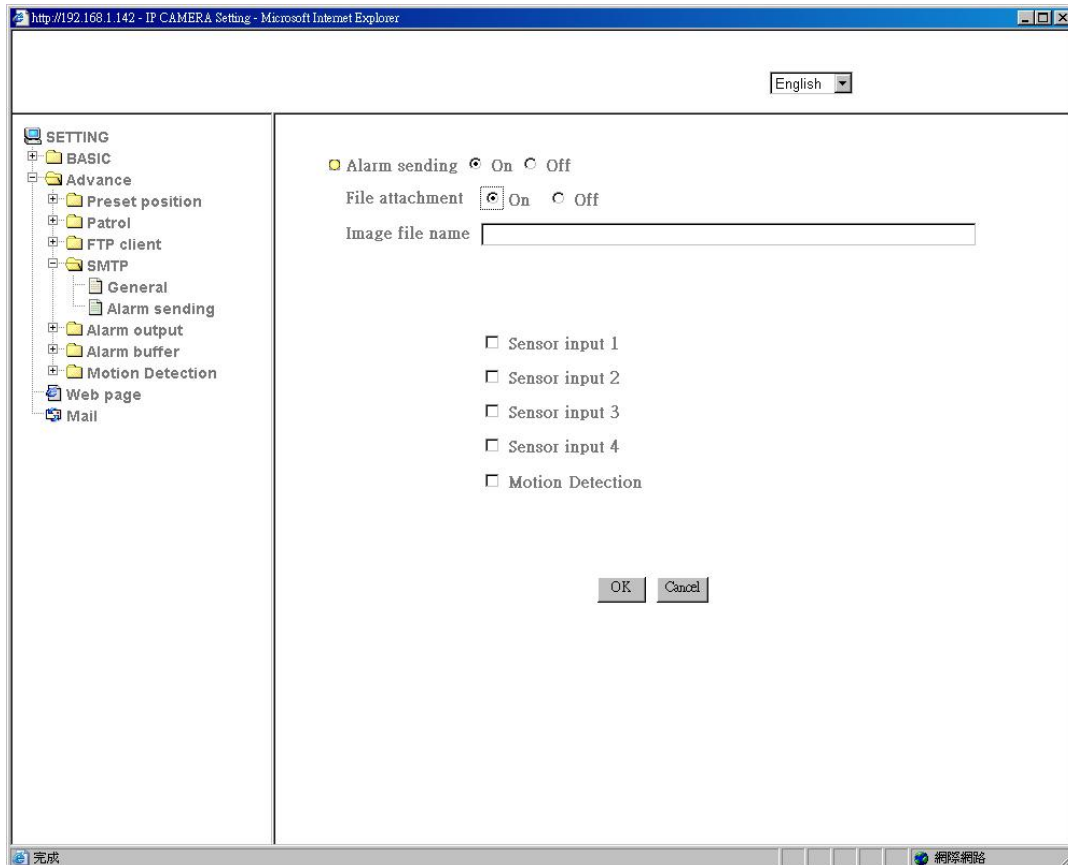 http://192.168.1.142 - IP CAMERA Setting - Microsoft Internet Explorer
English
SETTING
BASIC
Advance
Preset position
Patrol
FTP client
SMTP
General
Alarm sending
Alarm output
Alarm buffer
Motion Detection
Web page
Mail
Alarm sending On Off
File attachment On Off
Image file name
Sensor input 1
Sensor input 2
Sensor input 3
Sensor input 4
Motion Detection
OK Cancel
完成 網際網路